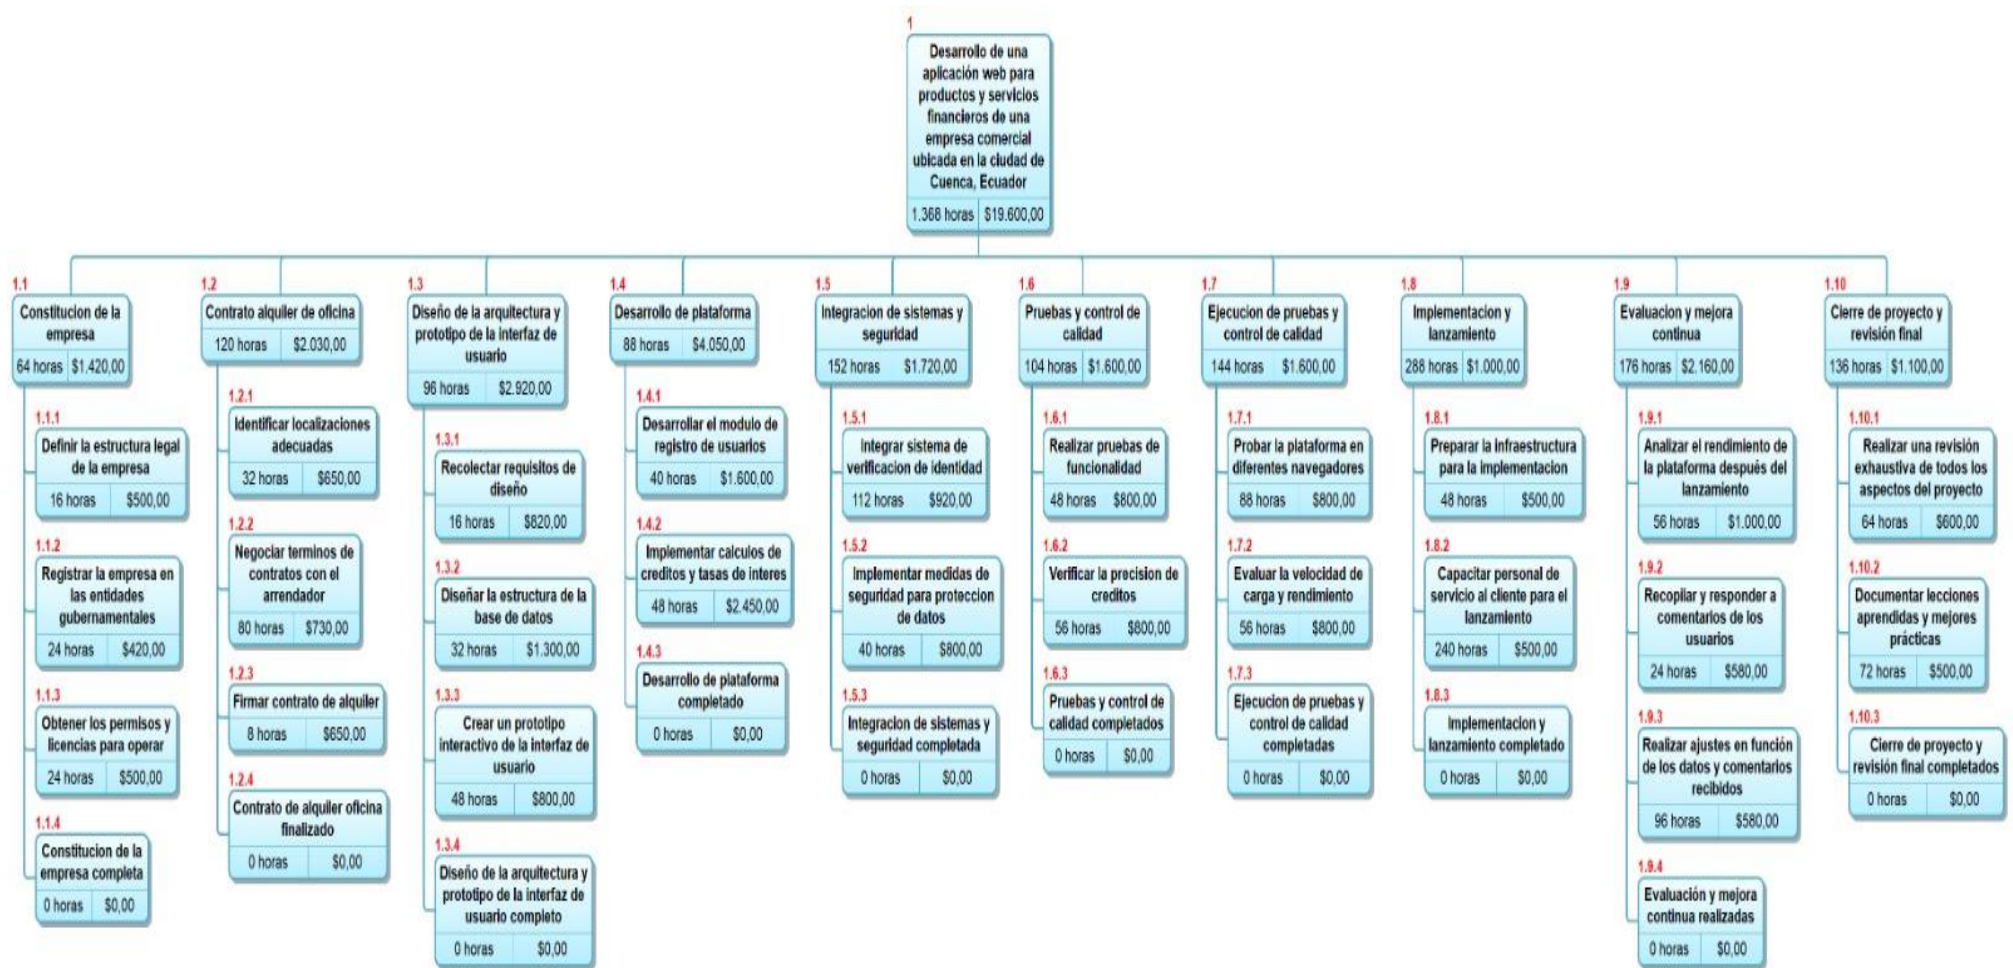 1
Desarrollo de una
aplicación web para
productos y servicios
financieros de una
empresa comercial
ubicada en la ciudad de
Cuenca, Ecuador
1.368 horas $19.600,00
1.1
Constitucion de la
empresa
64 horas $1.420,00
1.1.1
Definir la estructura legal
de la empresa
16 horas $500,00
1.1.2
Registrar la empresa en
las entidades
gubernamentales
24 horas $420,00
1.1.3
Obtener los permisos y
licencias para operar
24 horas $500,00
1.1.4
Constitucion de la
empresa completa
0 horas $0,00
1.2
Contrato alquiler de oficina
120 horas $2.030,00
1.2.1
Identificar localizaciones
adecuadas
32 horas $650,00
1.2.2
Negociar terminos de
contratos con el
arrendador
80 horas $730,00
1.2.3
Firmar contrato de alquiler
8 horas $650,00
1.2.4
Contrato de alquiler oficina
finalizado
0 horas $0,00
1.3
Diseño de la arquitectura y
prototipo de la interfaz de
usuario
96 horas $2.920,00
1.3.1
Recolectar requisitos de
diseño
16 horas $820,00
1.3.2
Diseñar la estructura de la
base de datos
32 horas $1.300,00
1.3.3
Crear un prototipo
interactivo de la interfaz de
usuario
48 horas $800,00
1.3.4
Diseño de la arquitectura y
prototipo de la interfaz de
usuario completo
0 horas $0,00
1.4
Desarrollo de plataforma
88 horas $4.050,00
1.4.1
Desarrollar el modulo de
registro de usuarios
40 horas $1.600,00
1.4.2
Implementar calculos de
creditos y tasas de interes
48 horas $2.450,00
1.4.3
Desarrollo de plataforma
completado
0 horas $0,00
1.5
Integracion de sistemas y
seguridad
152 horas $1.720,00
1.5.1
Integrar sistema de
verificacion de identidad
112 horas $920,00
1.5.2
Implementar medidas de
seguridad para proteccion
de datos
40 horas $800,00
1.5.3
Integracion de sistemas y
seguridad completada
0 horas $0,00
1.6
Pruebas y control de
calidad
104 horas $1.600,00
1.6.1
Realizar pruebas de
funcionalidad
48 horas $800,00
1.6.2
Verificar la precision de
creditos
56 horas $800,00
1.6.3
Pruebas y control de
calidad completados
0 horas $0,00
1.7
Ejecucion de pruebas y
control de calidad
144 horas $1.600,00
1.7.1
Probar la plataforma en
diferentes navegadores
88 horas $800,00
1.7.2
Evaluar la velocidad de
carga y rendimiento
56 horas $800,00
1.7.3
Ejecucion de pruebas y
control de calidad
completadas
0 horas $0,00
1.8
Implementacion y
lanzamiento
288 horas $1.000,00
1.8.1
Preparar la infraestructura
para la implementacion
48 horas $500,00
1.8.2
Capacitar personal de
servicio al cliente para el
lanzamiento
240 horas $500,00
1.8.3
Implementacion y
lanzamiento completado
0 horas $0,00
1.9
Evaluacion y mejora
continua
176 horas $2.160,00
1.9.1
Analizar el rendimiento de
la plataforma después del
lanzamiento
56 horas $1.000,00
1.9.2
Recopilar y responder a
comentarios de los
usuarios
24 horas $580,00
1.9.3
Realizar ajustes en función
de los datos y comentarios
recibidos
96 horas $580,00
1.9.4
Evaluación y mejora
continua realizadas
0 horas $0,00
1.10
Cierre de proyecto y
revisión final
136 horas $1.100,00
1.10.1
Realizar una revisión
exhaustiva de todos los
aspectos del proyecto
64 horas $600,00
1.10.2
Documentar lecciones
aprendidas y mejores
prácticas
72 horas $500,00
1.10.3
Cierre de proyecto y
revisión final completados
0 horas $0,00